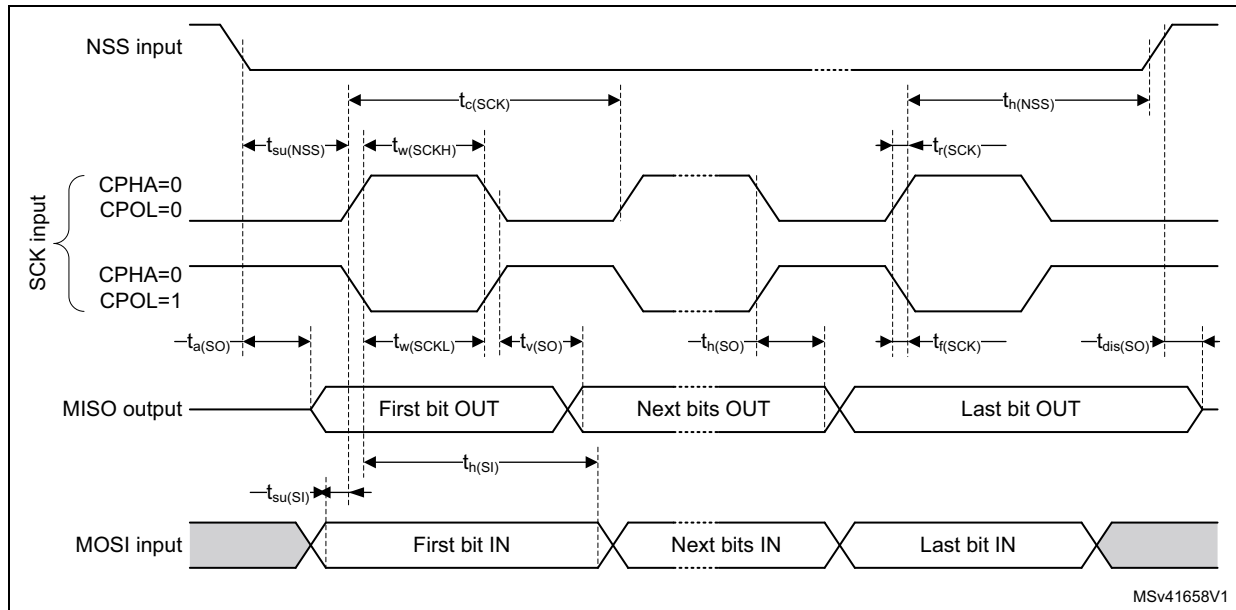 NSS input
tc(SCK)
th(NSS)
tsu(NSS)
tw(SCKH)
tr(SCK)
SCK input
CPHA=0
CPOL=0
CPHA=0
CPOL=1
ta(SO)
tw(SCKL)
tv(SO)
th(SO)
tf(SCK)
tdis(SO)
MISO output
First bit OUT
Next bits OUT
Last bit OUT
th(SI)
tsu(SI)
MOSI input
First bit IN
Next bits IN
Last bit IN
MSv41658V1